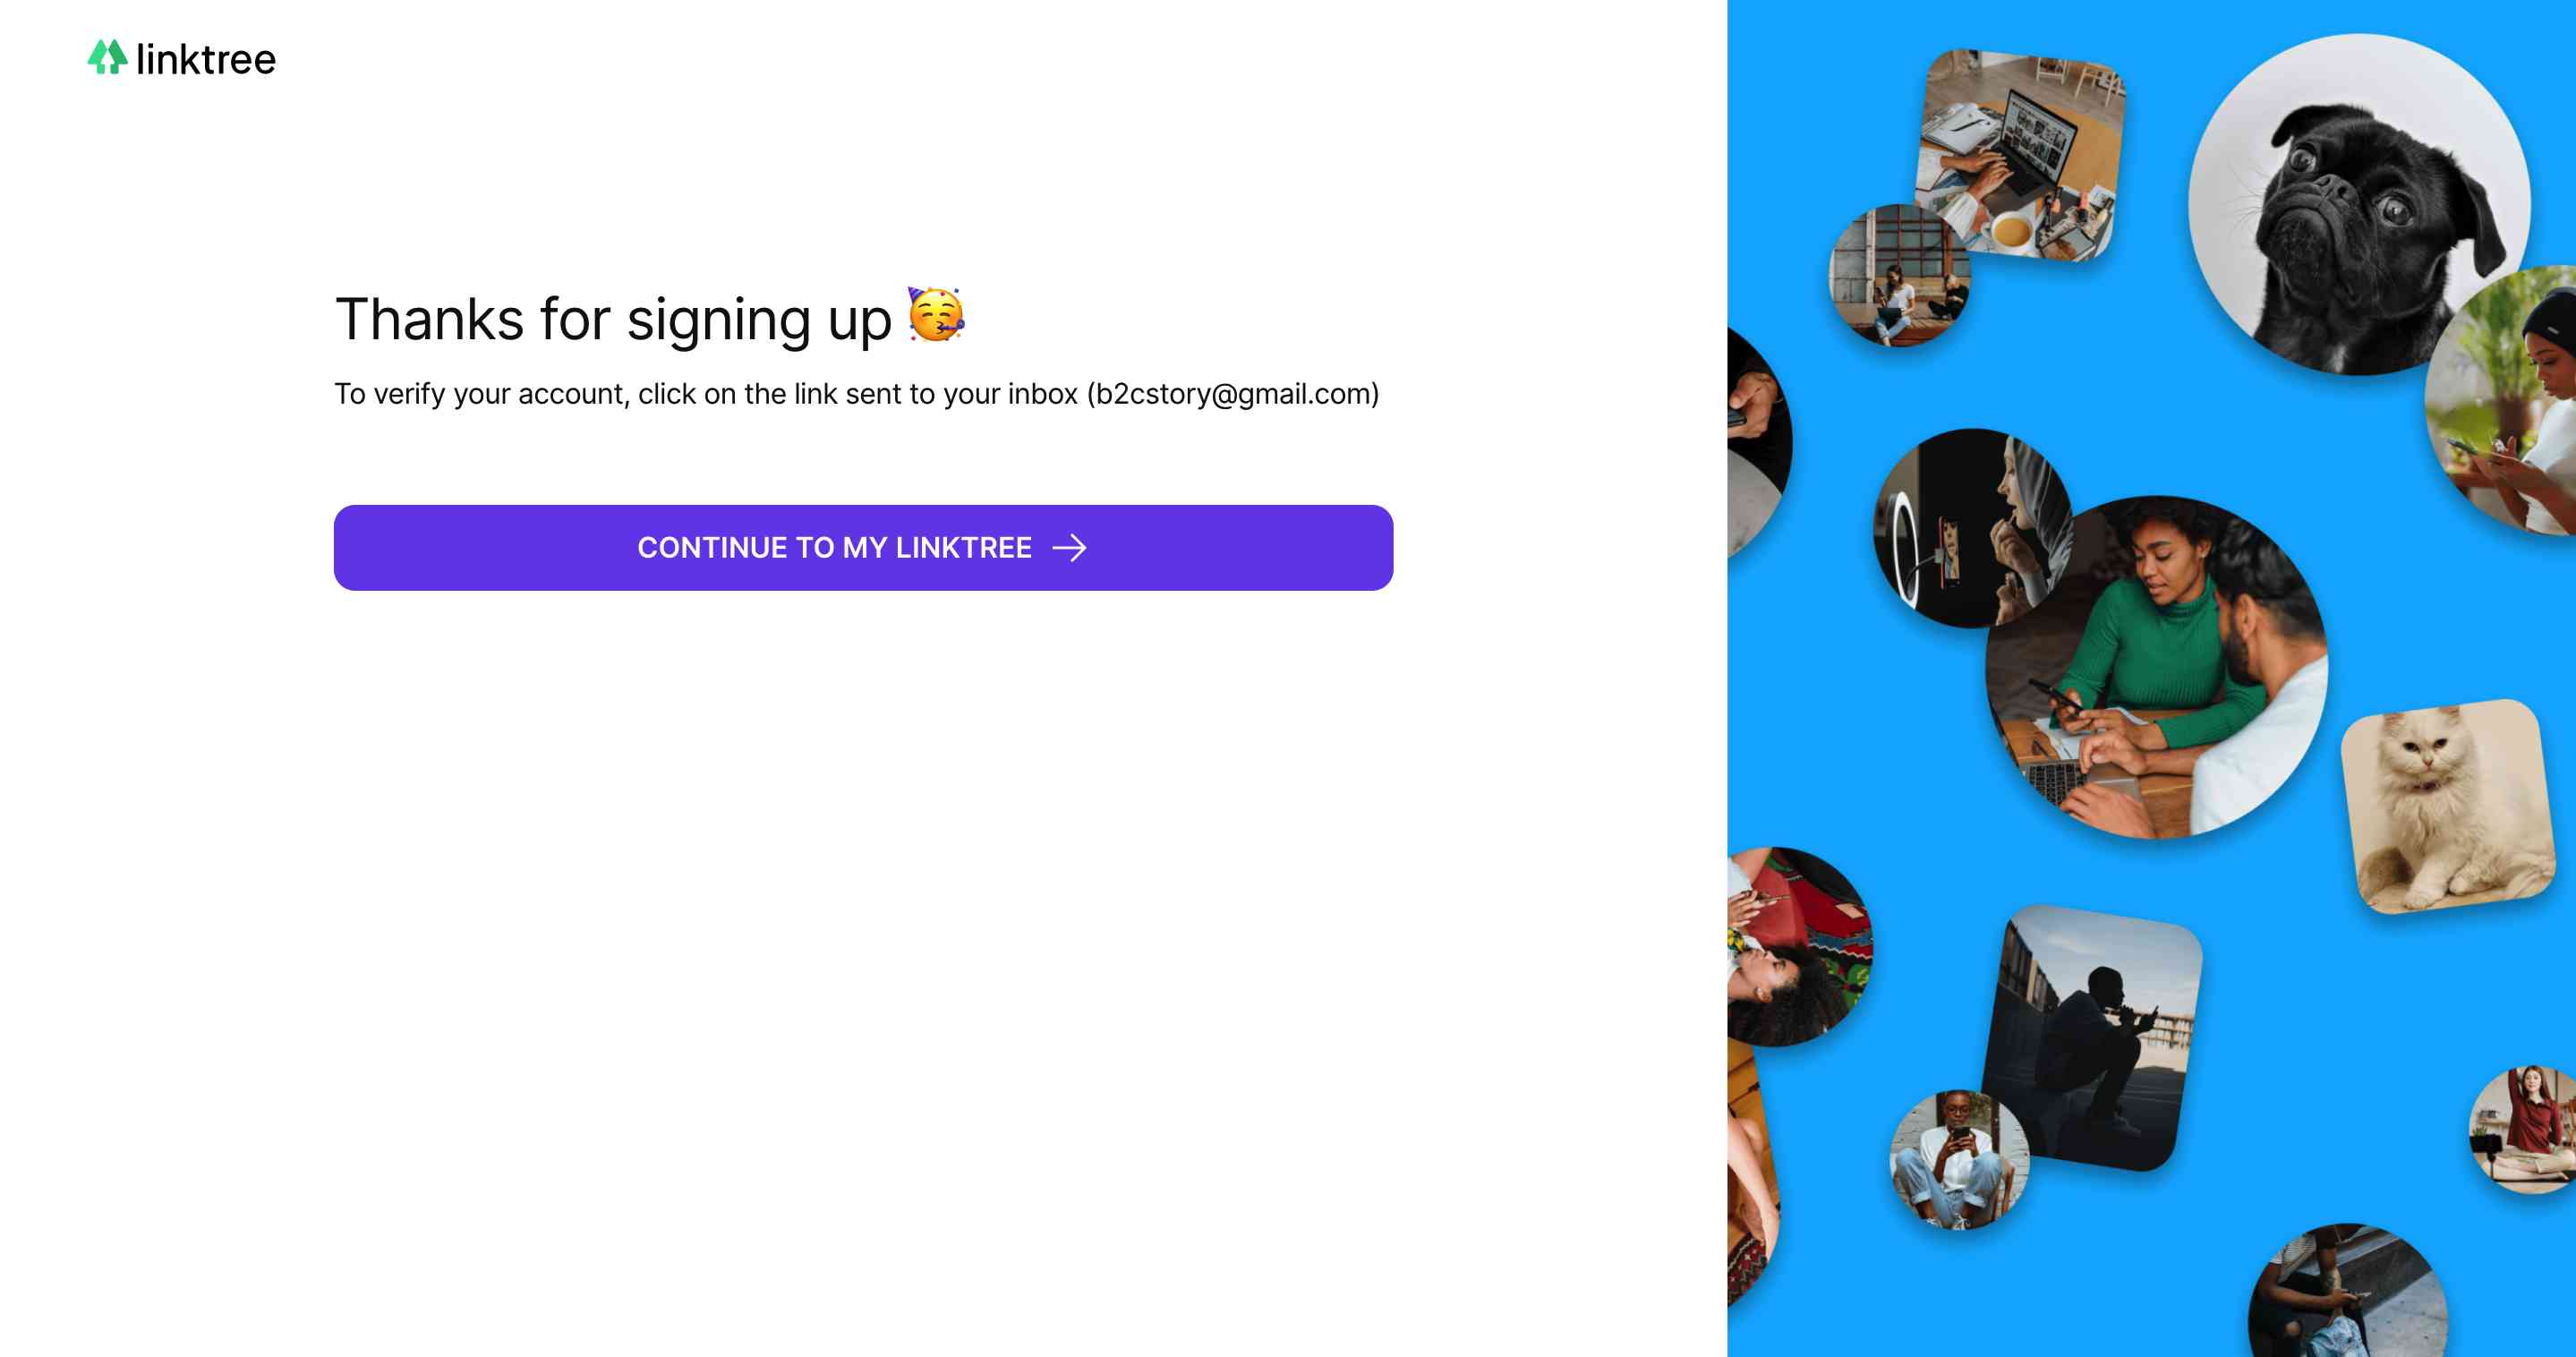 linktree
Thanks for signing up 🥳
To verify your account, click on the link sent to your inbox (b2cstory@gmail.com)
CONTINUE TO MY LINKTREE →